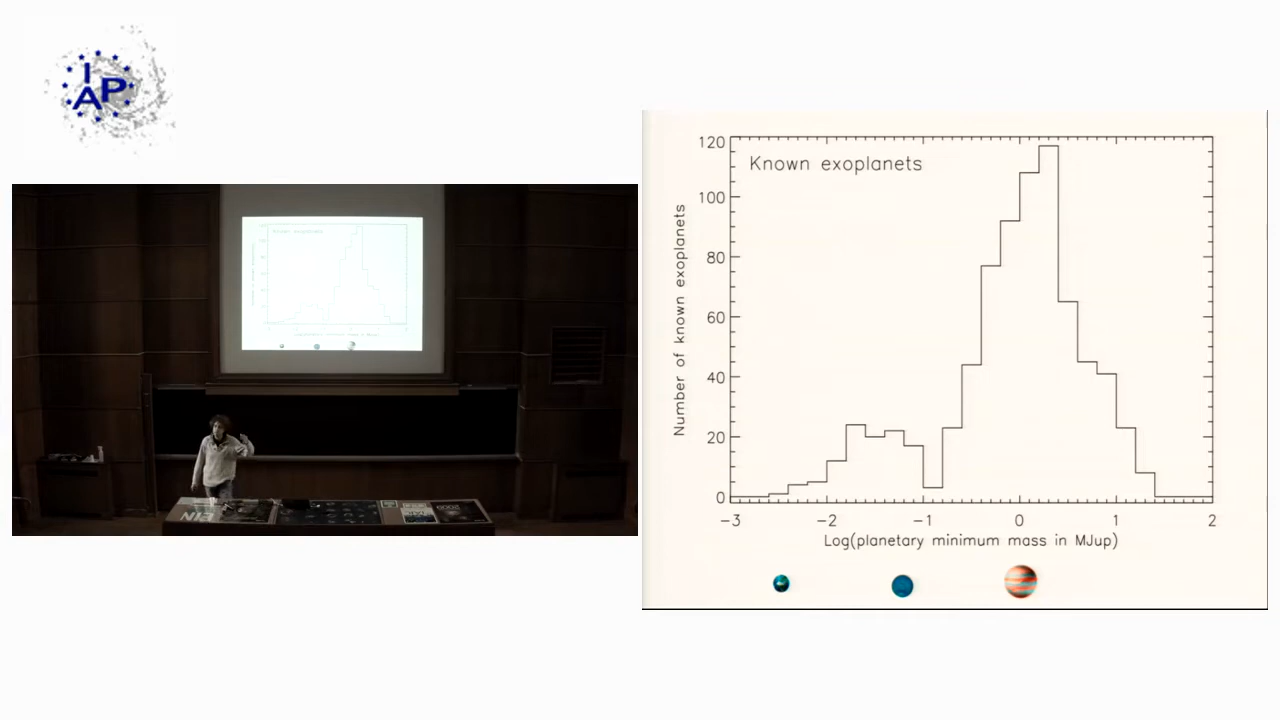 IAP
Known exoplanets
Number of known exoplanets
120
100
80
60
40
20
0
−3 −2 −1 0 1 2
Log(planetary minimum mass in MJup)